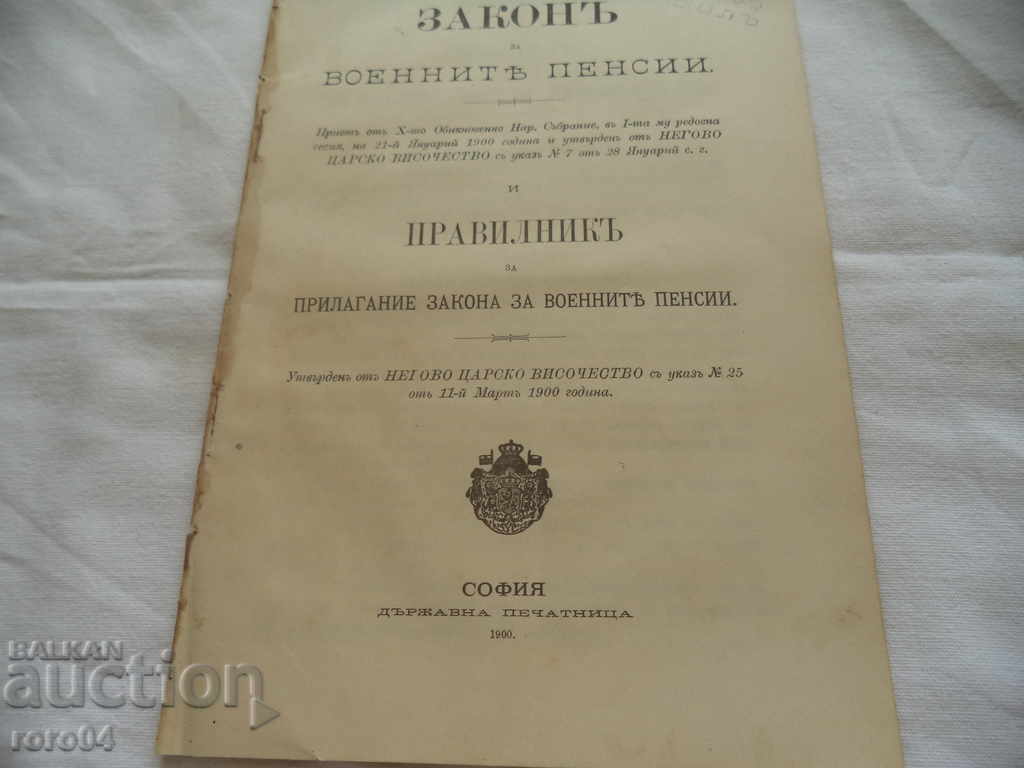 ЗАКОНЪ
ЗА
ВОЕННИТѢ ПЕНСИИ.
Приетъ отъ X-то Обикновенно Нар. Събрание, въ I-та му редовна
сесия, на 21-й Януарий 1900 година и утвърденъ отъ НЕГОВО
ЦАРСКО ВИСОЧЕСТВО съ указъ № 7 отъ 28 Януарий с. г.
И
ПРАВИЛНИКЪ
ЗА
ПРИЛАГАНИЕ ЗАКОНА ЗА ВОЕННИТѢ ПЕНСИИ.
Утвърденъ отъ НЕГОВО ЦАРСКО ВИСОЧЕСТВО съ указъ № 25
отъ 11-й Мартъ 1900 година.
СОФИЯ
ДЪРЖАВНА ПЕЧАТНИЦА
1900.
BALKAN
auction
roro04